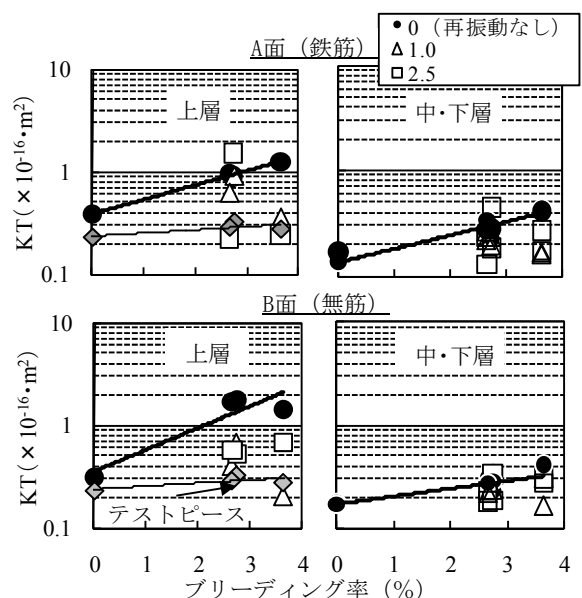 ● 0（再振動なし）
△ 1.0
□ 2.5
A面（鉄筋）
10
1
0.1
KT(×10-16・m2)
上層
中・下層
B面（無筋）
10
1
0.1
KT(×10-16・m2)
上層
中・下層
テストピース
0 1 2 3 4 0 1 2 3 4
ブリーディング率（%）